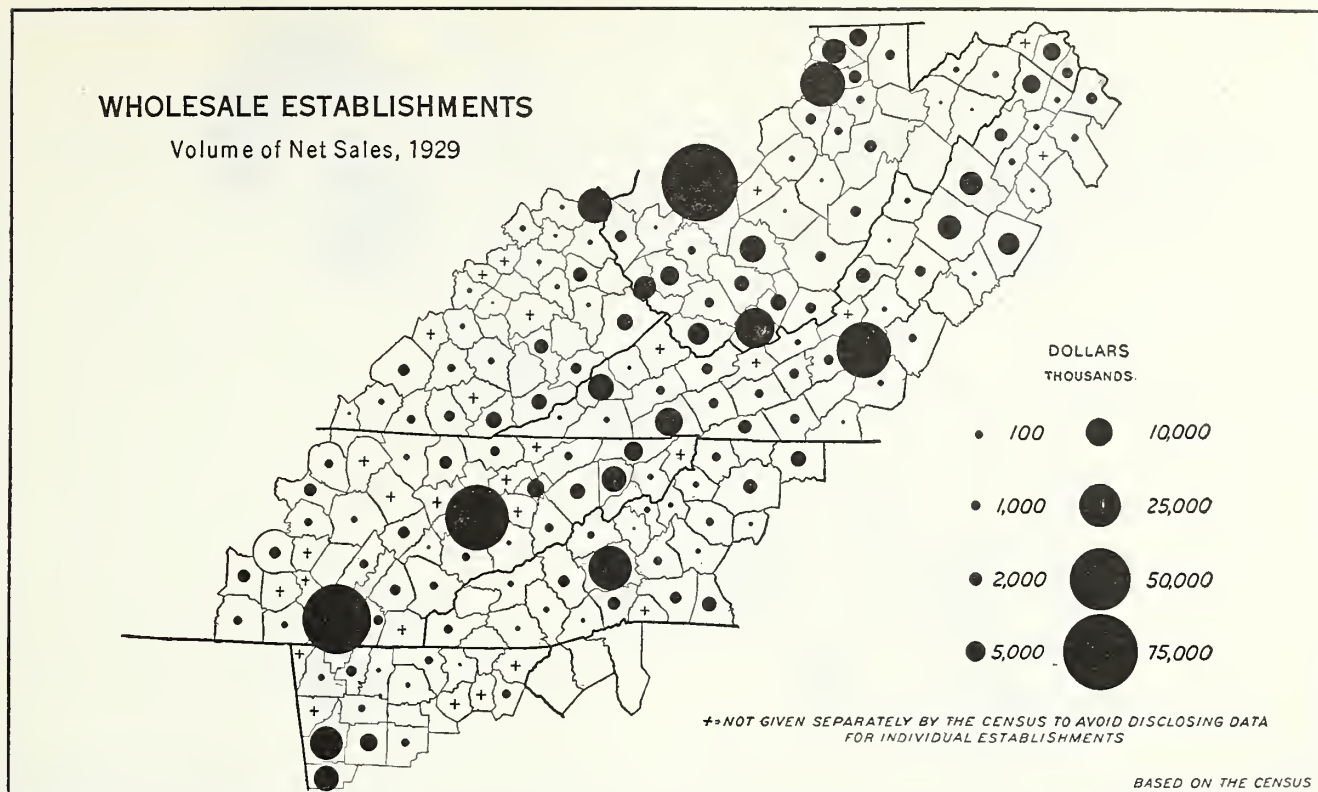 WHOLESALE ESTABLISHMENTS
Volume of Net Sales, 1929
DOLLARS
THOUSANDS.
100 10,000
1,000 25,000
2,000 50,000
5,000 75,000
+=NOT GIVEN SEPARATELY BY THE CENSUS TO AVOID DISCLOSING DATA
FOR INDIVIDUAL ESTABLISHMENTS
BASED ON THE CENSUS